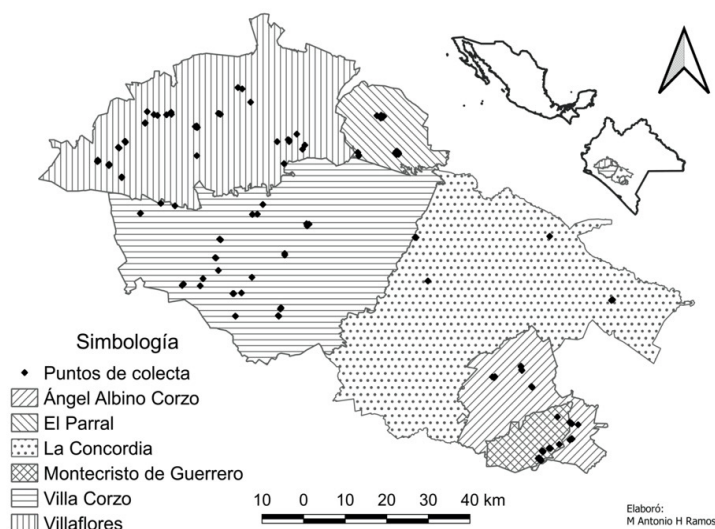 Simbología
Puntos de colecta
Ángel Albino Corzo
El Parral
La Concordia
Montecristo de Guerrero
Villa Corzo
Villaflores
10 0 10 20 30 40 km
Elaboró:
M Antonio H Ramos